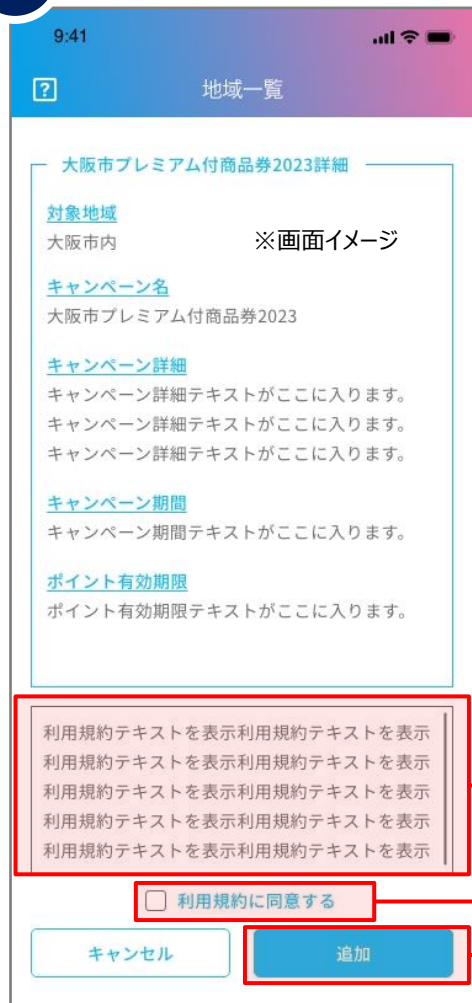 9:41
?
地域一覧
大阪市プレミアム付商品券2023詳細
対象地域
大阪市内
※画面イメージ
キャンペーン名
大阪市プレミアム付商品券2023
キャンペーン詳細
キャンペーン詳細テキストがここに入ります。
キャンペーン詳細テキストがここに入ります。
キャンペーン詳細テキストがここに入ります。
キャンペーン期間
キャンペーン期間テキストがここに入ります。
ポイント有効期限
ポイント有効期限テキストがここに入ります。
利用規約テキストを表示利用規約テキストを表示
利用規約テキストを表示利用規約テキストを表示
利用規約テキストを表示利用規約テキストを表示
利用規約テキストを表示利用規約テキストを表示
利用規約テキストを表示利用規約テキストを表示
利用規約に同意する
キャンセル
追加